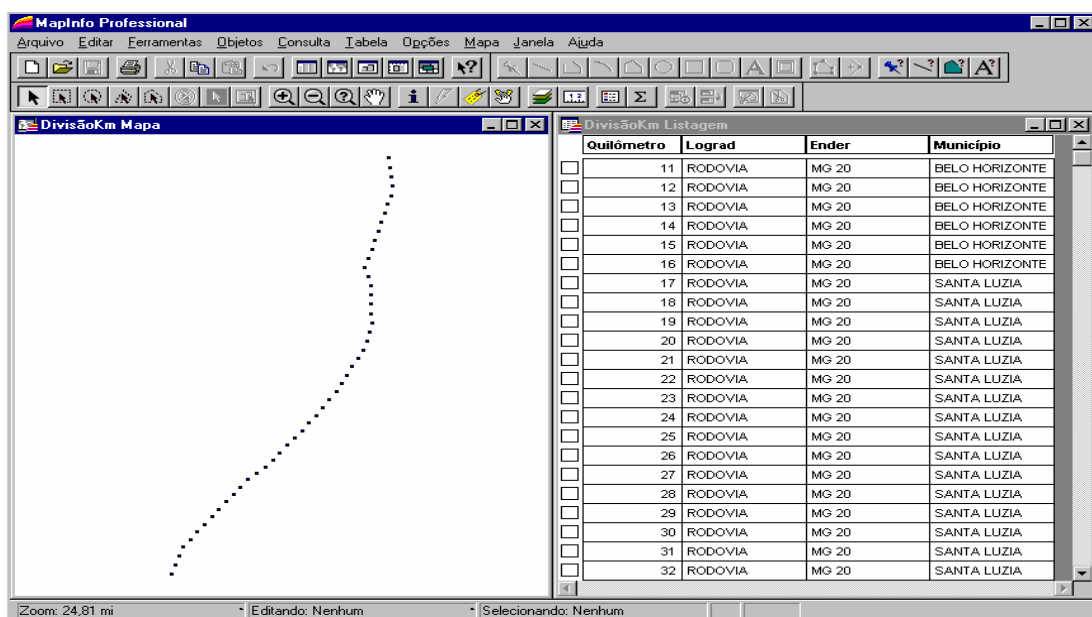 MapInfo Professional
Arquivo Editar Ferramentas Objetos Consulta Tabela Opções Mapa Janela Ajuda
DivisãoKm Mapa
DivisãoKm Listagem
Quilômetro Lograd Ender Município
11 RODOVIA MG 20 BELO HORIZONTE
12 RODOVIA MG 20 BELO HORIZONTE
13 RODOVIA MG 20 BELO HORIZONTE
14 RODOVIA MG 20 BELO HORIZONTE
15 RODOVIA MG 20 BELO HORIZONTE
16 RODOVIA MG 20 BELO HORIZONTE
17 RODOVIA MG 20 SANTA LUZIA
18 RODOVIA MG 20 SANTA LUZIA
19 RODOVIA MG 20 SANTA LUZIA
20 RODOVIA MG 20 SANTA LUZIA
21 RODOVIA MG 20 SANTA LUZIA
22 RODOVIA MG 20 SANTA LUZIA
23 RODOVIA MG 20 SANTA LUZIA
24 RODOVIA MG 20 SANTA LUZIA
25 RODOVIA MG 20 SANTA LUZIA
26 RODOVIA MG 20 SANTA LUZIA
27 RODOVIA MG 20 SANTA LUZIA
28 RODOVIA MG 20 SANTA LUZIA
29 RODOVIA MG 20 SANTA LUZIA
30 RODOVIA MG 20 SANTA LUZIA
31 RODOVIA MG 20 SANTA LUZIA
32 RODOVIA MG 20 SANTA LUZIA
Zoom: 24,81 mi Editando: Nenhum Selecionando: Nenhum